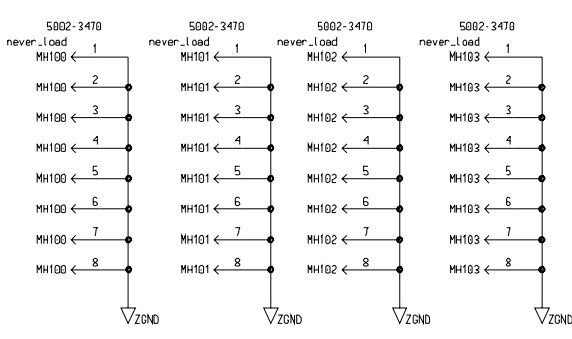 5002-3470 5002-3470 5002-3470 5002-3470
never_load never_load never_load never_load
1 1 1 1
MH100 MH101 MH102 MH103
2 2 2 2
MH100 MH101 MH102 MH103
3 3 3 3
MH100 MH101 MH102 MH103
4 4 4 4
MH100 MH101 MH102 MH103
5 5 5 5
MH100 MH101 MH102 MH103
6 6 6 6
MH100 MH101 MH102 MH103
7 7 7 7
MH100 MH101 MH102 MH103
8 8 8 8
MH100 MH101 MH102 MH103
ZGND ZGND ZGND ZGND